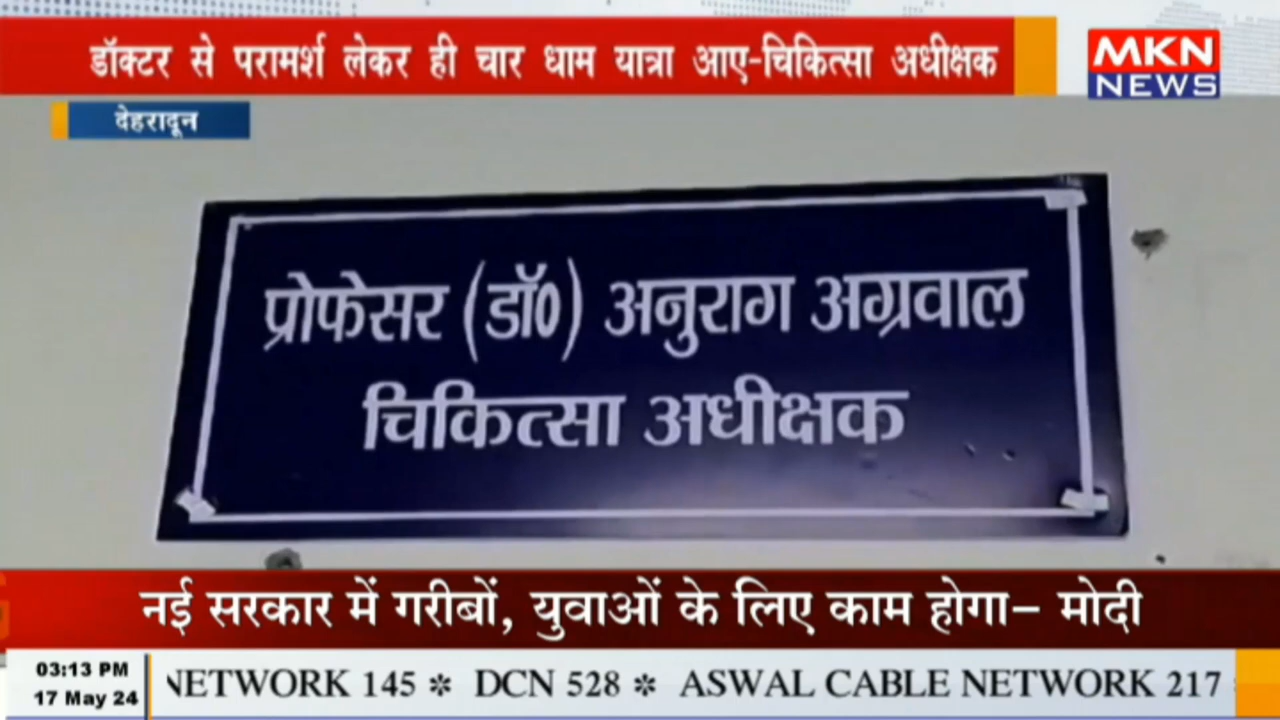 डॉक्टर से परामर्श लेकर ही चार धाम यात्रा आए-चिकित्सा अधीक्षक
MKN
NEWS
देहरादून
प्रोफेसर (डॉ0) अनुराग अग्रवाल
चिकित्सा अधीक्षक
नई सरकार में गरीबों, युवाओं के लिए काम होगा– मोदी
03:13 PM
17 May 24
NETWORK 145 * DCN 528 * ASWAL CABLE NETWORK 217